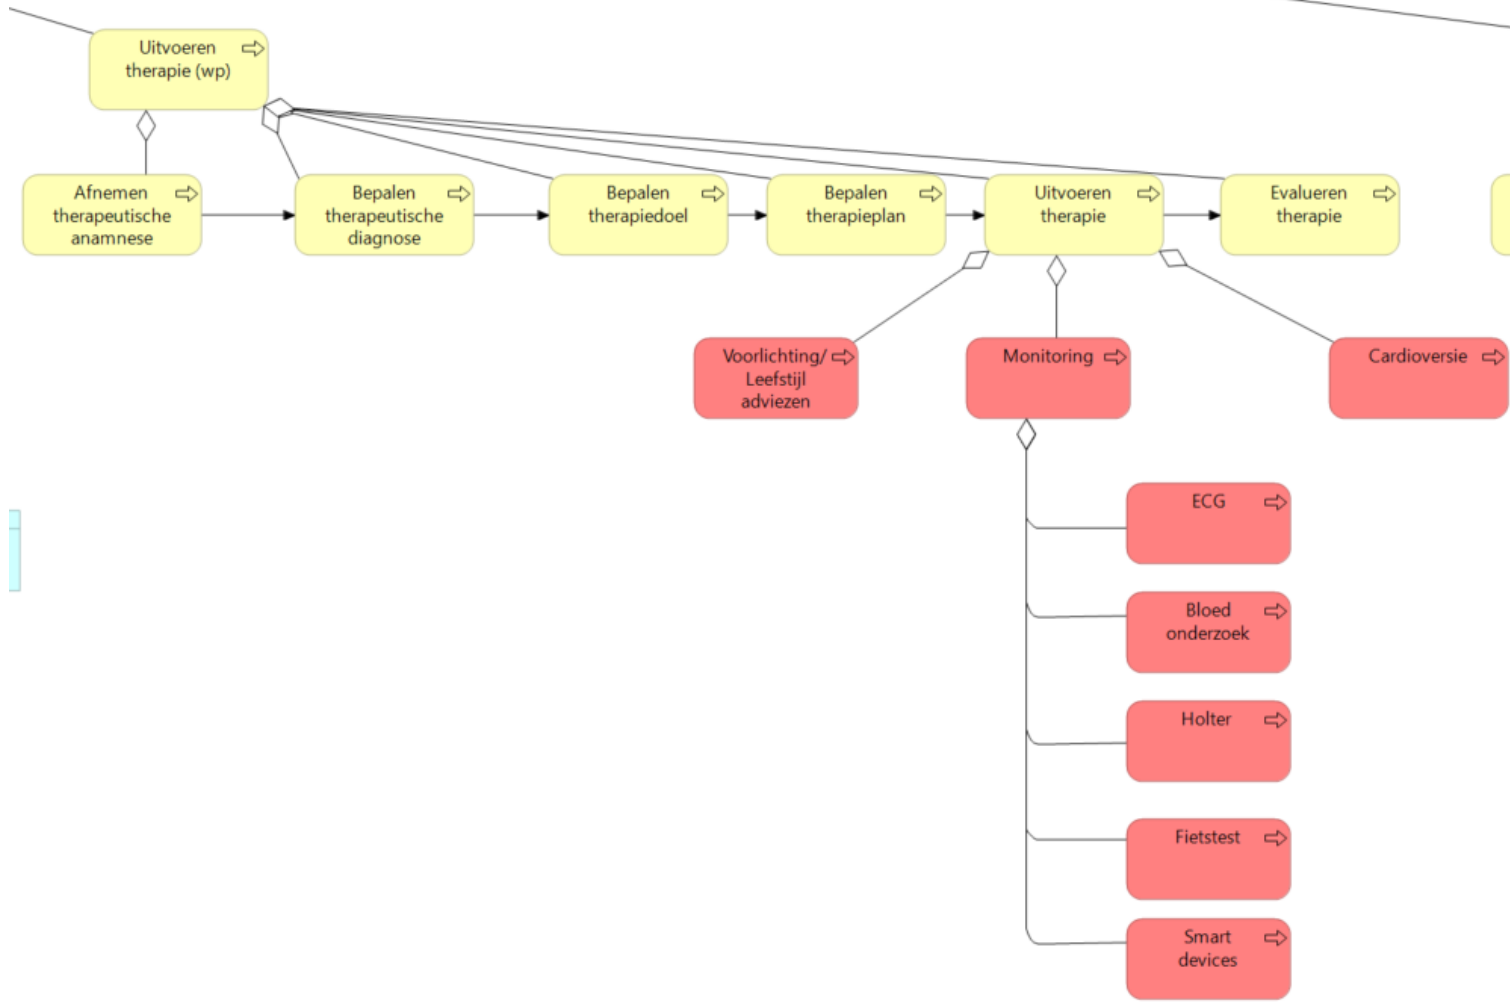 Uitvoeren
therapie (wp)
Afnemen
therapeutische
anamnese
Bepalen
therapeutische
diagnose
Bepalen
therapiedoel
Bepalen
therapieplan
Uitvoeren
therapie
Evalueren
therapie
Voorlichting/
Leefstijl
adviezen
Monitoring
Cardioversie
ECG
Bloed
onderzoek
Holter
Fietstest
Smart
devices